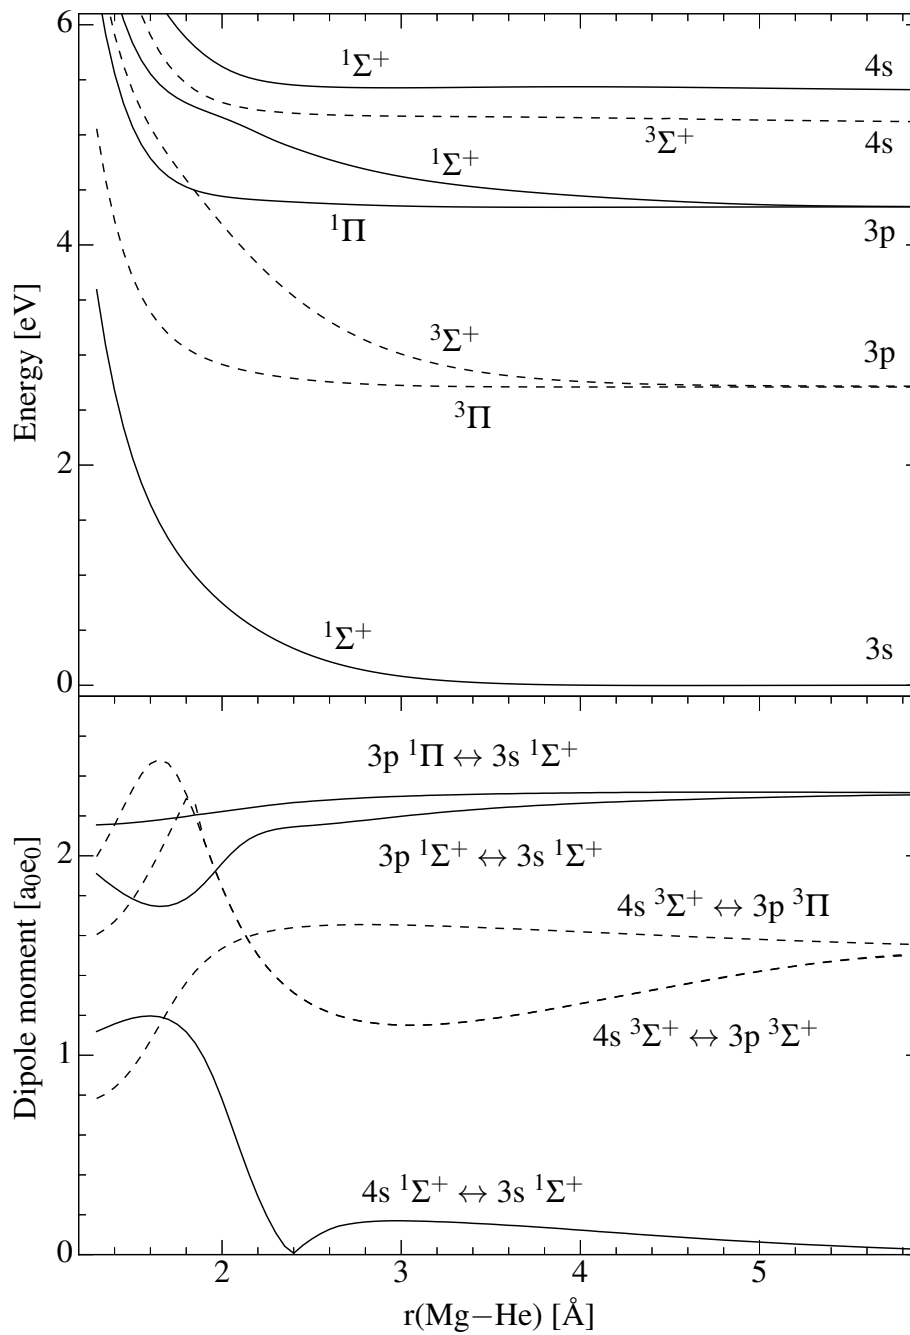 6
¹Σ⁺ 4s
³Σ⁺ 4s
¹Σ⁺
¹Π 3p
4
³Σ⁺ 3p
³Π
2
¹Σ⁺ 3s
0
Energy [eV]
3p ¹Π ↔ 3s ¹Σ⁺
2
3p ¹Σ⁺ ↔ 3s ¹Σ⁺
4s ³Σ⁺ ↔ 3p ³Π
4s ³Σ⁺ ↔ 3p ³Σ⁺
1
4s ¹Σ⁺ ↔ 3s ¹Σ⁺
0
Dipole moment [a₀e₀]
2 3 4 5
r(Mg−He) [Å]